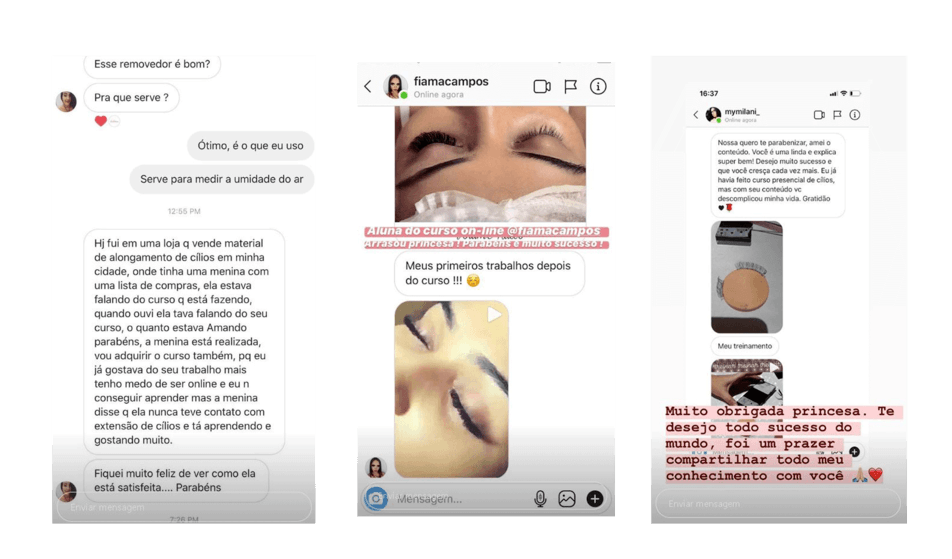 Esse removedor é bom?
Pra que serve ?
Ótimo, é o que eu uso
Serve para medir a umidade do ar
12:55 PM
Hj fui em uma loja q vende material
de alongamento de cílios em minha
cidade, onde tinha uma menina com
uma lista de compras, ela estava
falando do curso q está fazendo,
quando ouvi ela tava falando do seu
curso, o quanto estava Amando
parabéns, a menina está realizada,
vou adquirir o curso também, pq eu
já gostava do seu trabalho mais
tenho medo de ser online e eu n
conseguir aprender mas a menina
disse q ela nunca teve contato com
extensão de cílios e tá aprendendo e
gostando muito.
Fiquei muito feliz de ver como ela
está satisfeita.... Parabéns
Enviar mensagem
7:26 PM
fiamacampos
Online agora
Aluna do curso on-line @fiamacampos
Arrasou princesa ! Parabéns e muito sucesso !
Meus primeiros trabalhos depois
do curso !!! ☺️
Mensagem...
16:37
mymilani_
Online agora
Nossa quero te parabenizar, amei o
conteúdo. Você é uma linda e explica
super bem! Desejo muito sucesso e
que você cresça cada vez mais. Eu já
havia feito curso presencial de cílios,
mas com seu conteúdo vc
descomplicou minha vida. Gratidão
🖤🌹
Meu treinamento
Muito obrigada princesa. Te
desejo todo sucesso do
mundo, foi um prazer
compartilhar todo meu
conhecimento com você 🙏🏼❤️
Enviar mensagem